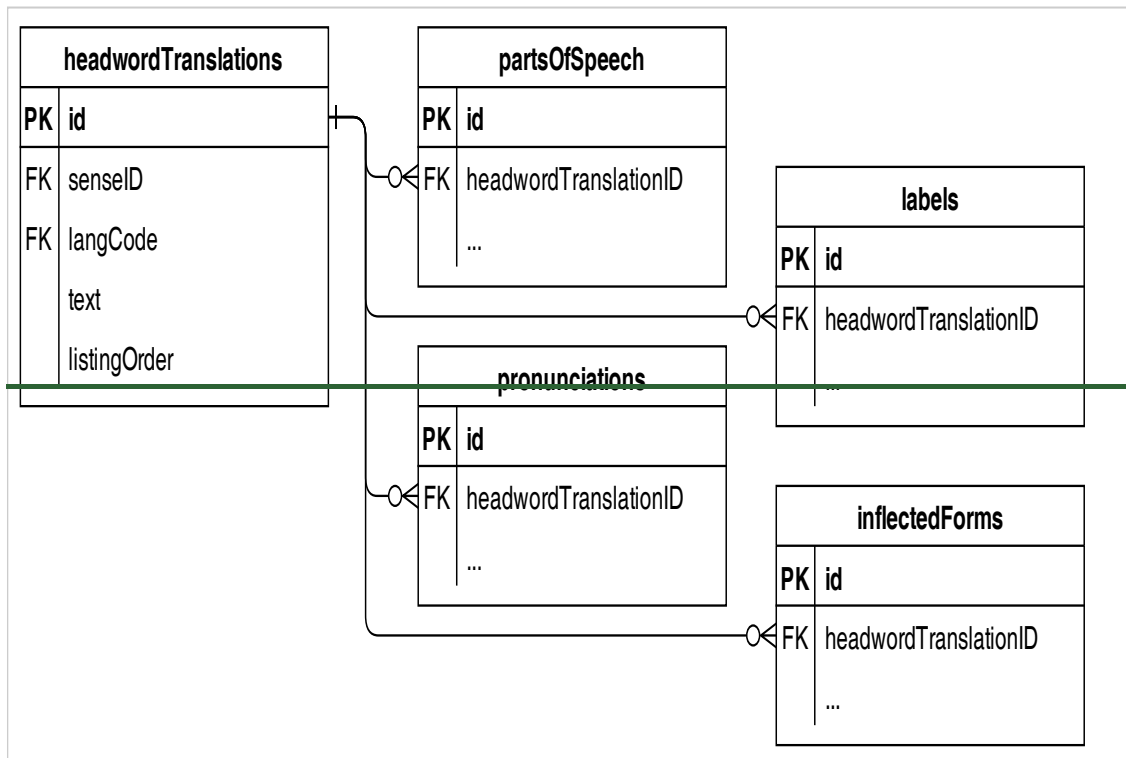 headwordTranslations
PK id
FK senseID
FK langCode
text
listingOrder
partsOfSpeech
PK id
FK headwordTranslationID
...
labels
PK id
FK headwordTranslationID
...
pronunciations
PK id
FK headwordTranslationID
...
inflectedForms
PK id
FK headwordTranslationID
...